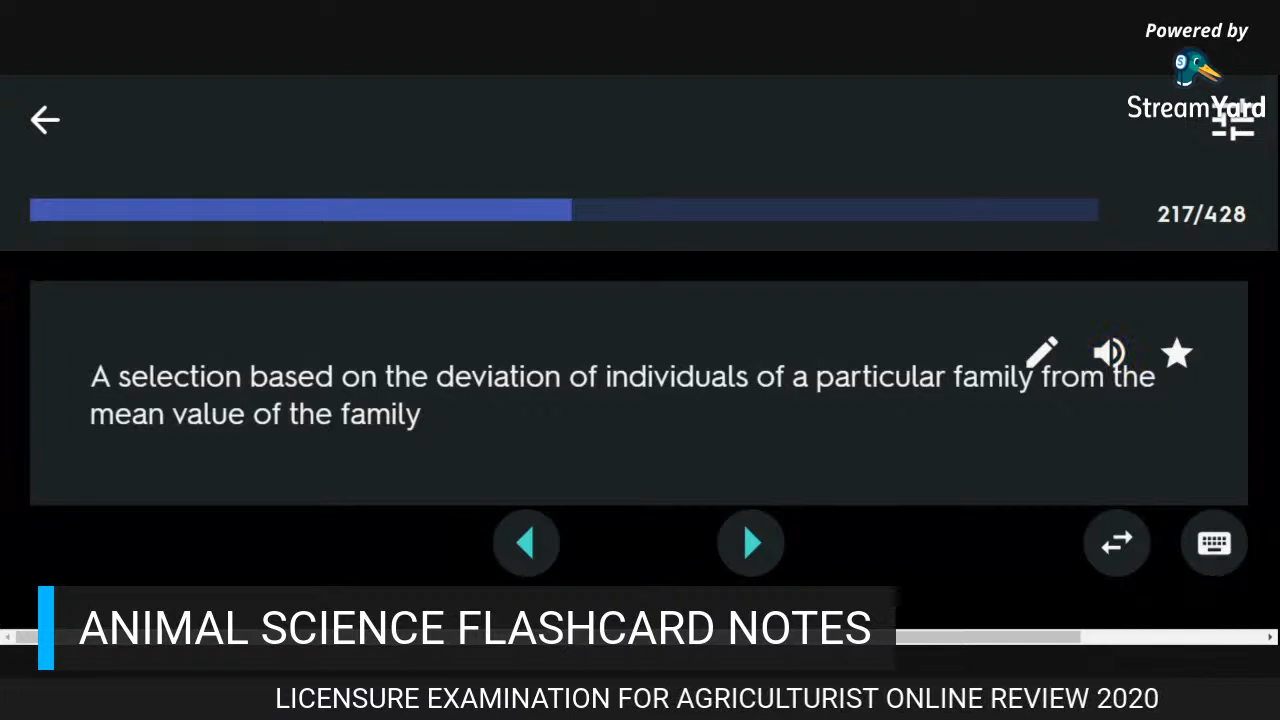 Powered by
StreamYard
217/428
A selection based on the deviation of individuals of a particular family from the
mean value of the family
ANIMAL SCIENCE FLASHCARD NOTES
LICENSURE EXAMINATION FOR AGRICULTURIST ONLINE REVIEW 2020